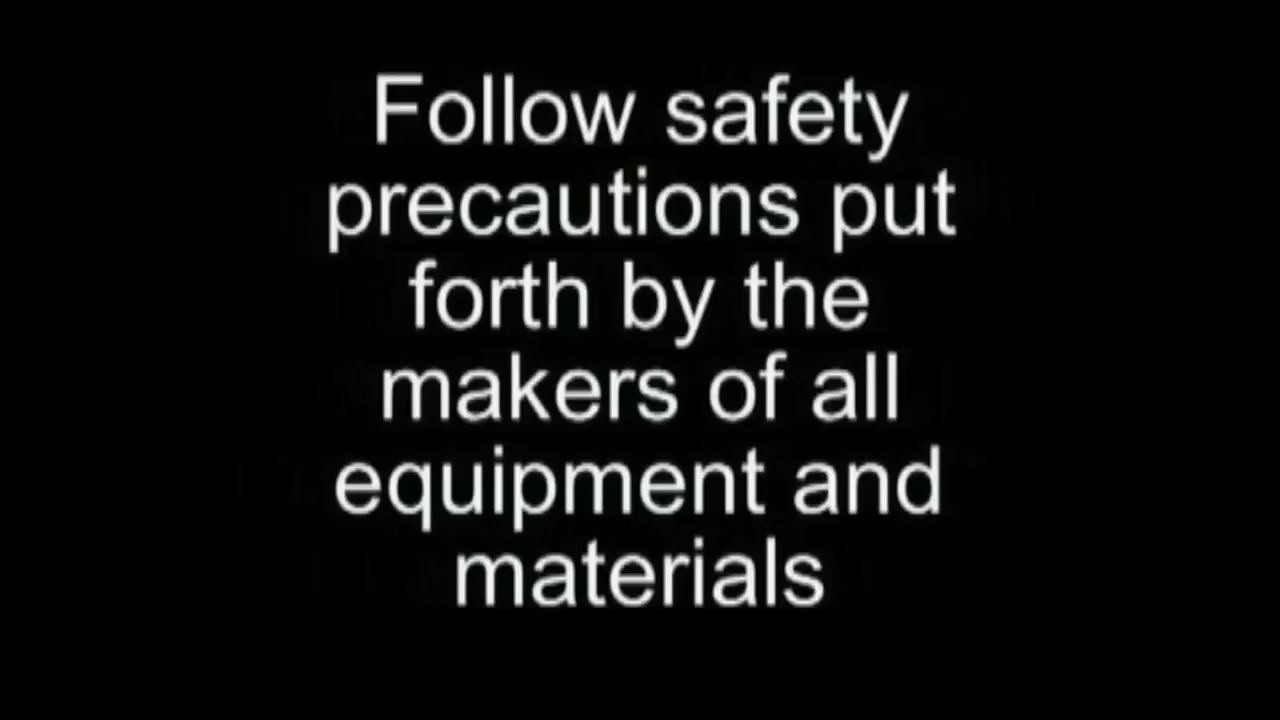 Follow safety
precautions put
forth by the
makers of all
equipment and
materials